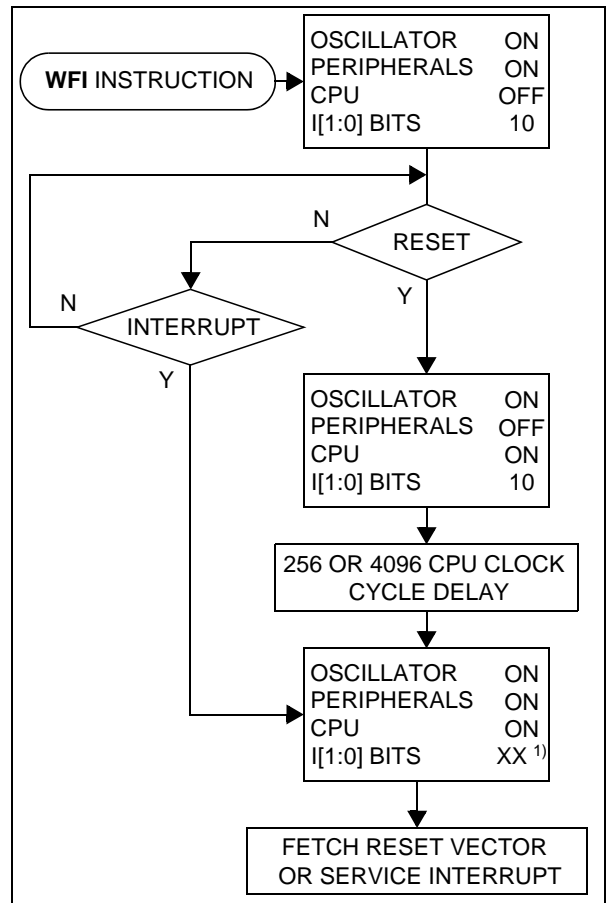 WFI INSTRUCTION
OSCILLATOR ON
PERIPHERALS ON
CPU OFF
I[1:0] BITS 10
N
RESET
Y
N
INTERRUPT
Y
OSCILLATOR ON
PERIPHERALS OFF
CPU ON
I[1:0] BITS 10
256 OR 4096 CPU CLOCK
CYCLE DELAY
OSCILLATOR ON
PERIPHERALS ON
CPU ON
I[1:0] BITS XX 1)
FETCH RESET VECTOR
OR SERVICE INTERRUPT